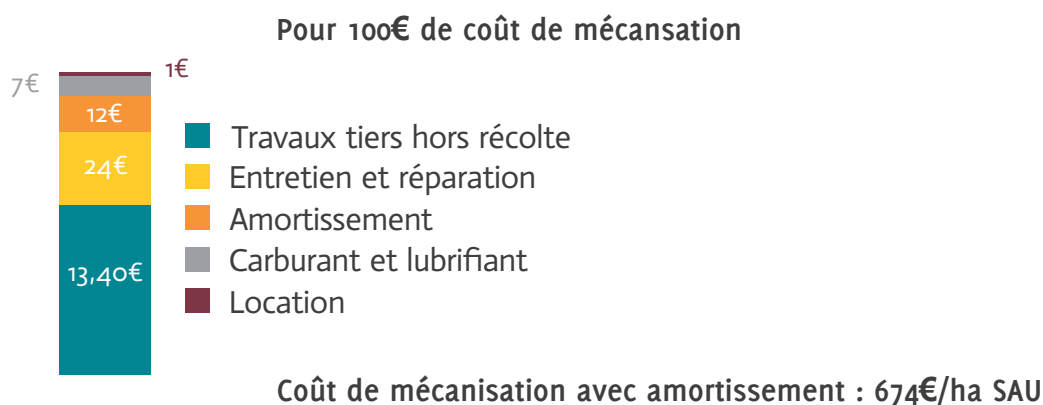 Pour 100€ de coût de mécansation
1€
7€
12€
24€
13,40€
Travaux tiers hors récolte
Entretien et réparation
Amortissement
Carburant et lubrifiant
Location
Coût de mécanisation avec amortissement : 674€/ha SAU